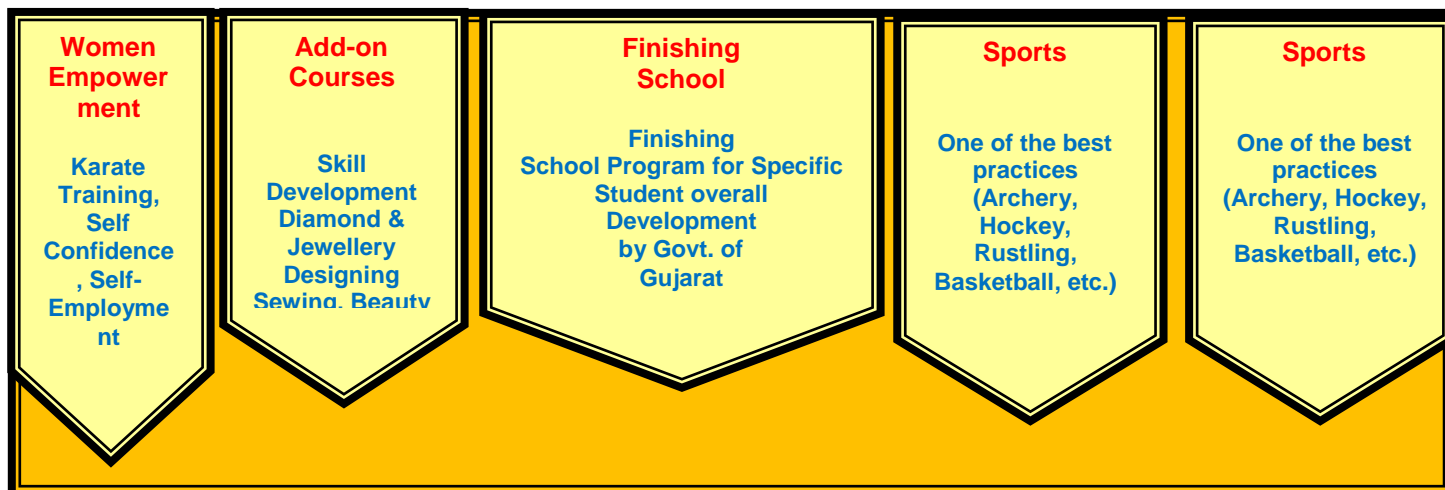 Women
Empower
ment
Karate
Training,
Self
Confidence
, Self-
Employme
nt
Add-on
Courses
Skill
Development
Diamond &
Jewellery
Designing
Sewing, Beauty
Finishing
School
Finishing
School Program for Specific
Student overall
Development
by Govt. of
Gujarat
Sports
One of the best
practices
(Archery,
Hockey,
Rustling,
Basketball, etc.)
Sports
One of the best
practices
(Archery, Hockey,
Rustling,
Basketball, etc.)